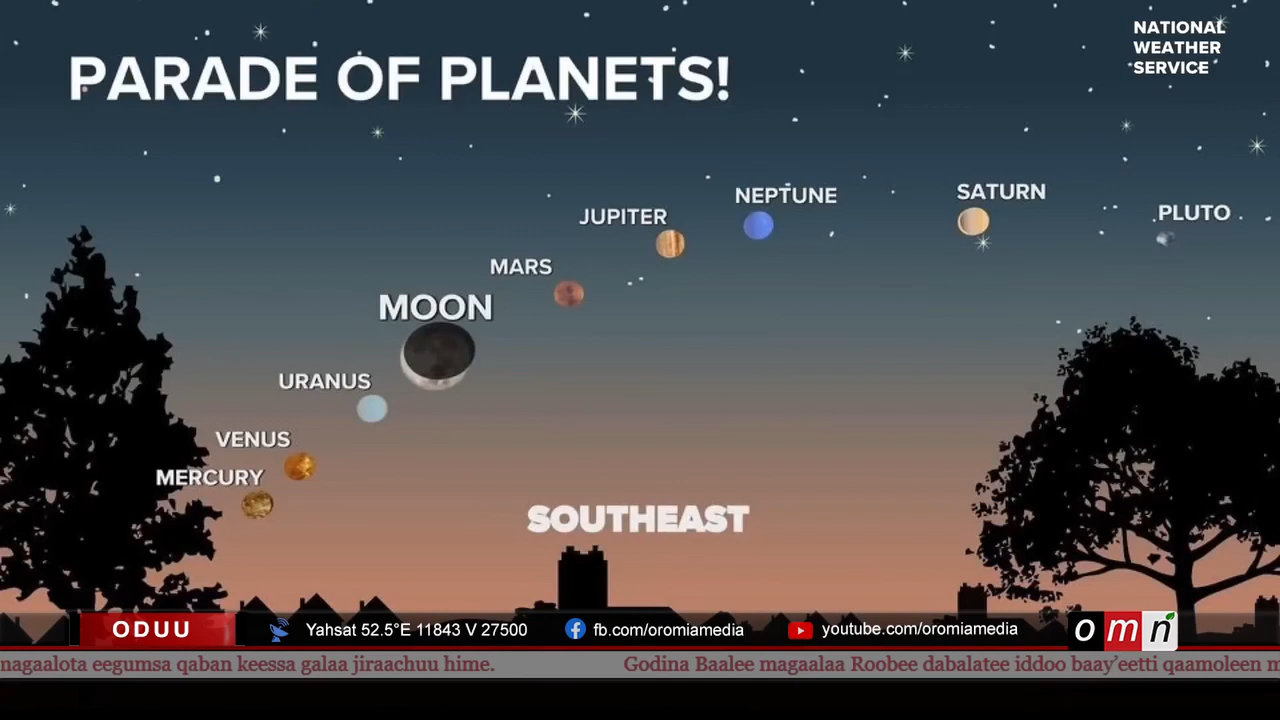 NATIONAL
WEATHER
SERVICE
PARADE OF PLANETS!
NEPTUNE
SATURN
JUPITER
PLUTO
MARS
MOON
URANUS
VENUS
MERCURY
SOUTHEAST
ODUU
Yahsat 52.5°E 11843 V 27500
fb.com/oromiamedia
youtube.com/oromiamedia
omn
nagaalota eegumsa qaban keessa galaa jiraachuu hime.
Godina Baalee magaalaa Roobee dabalatee iddoo baay'eetti qaamoleen